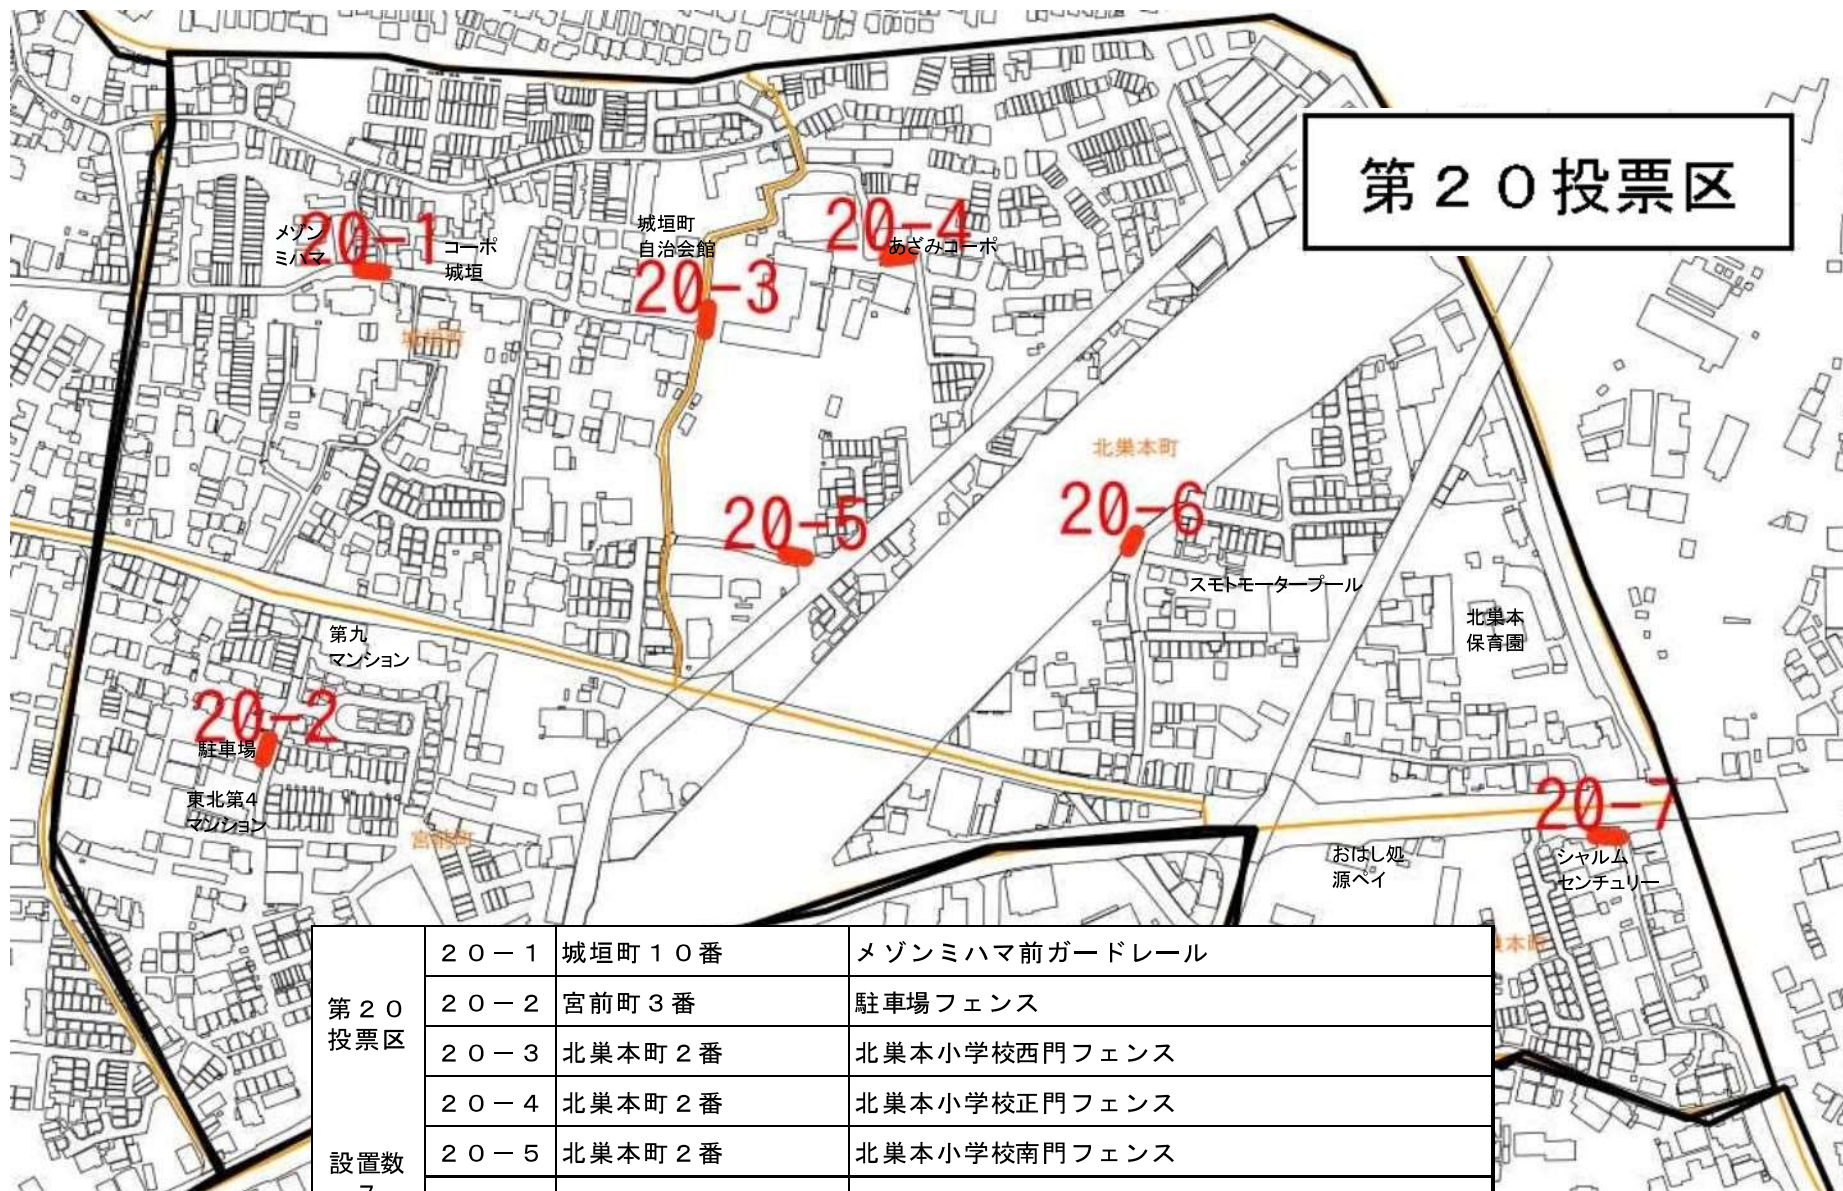 第２０投票区
20-1
メゾン
ミハマ
コーポ
城垣
城垣町
自治会館
20-3
20-4
あざみコーポ
城垣町
北巣本町
20-5
20-6
スモトモータープール
北巣本
保育園
第九
マンション
20-2
駐車場
東北第4
マンション
宮前町
20-7
おはし処
源ペイ
シャルム
センチュリー
巣本町
第２０
投票区
設置数
7
２０－１ 城垣町１０番 メゾンミハマ前ガードレール
２０－２ 宮前町３番 駐車場フェンス
２０－３ 北巣本町２番 北巣本小学校西門フェンス
２０－４ 北巣本町２番 北巣本小学校正門フェンス
２０－５ 北巣本町２番 北巣本小学校南門フェンス